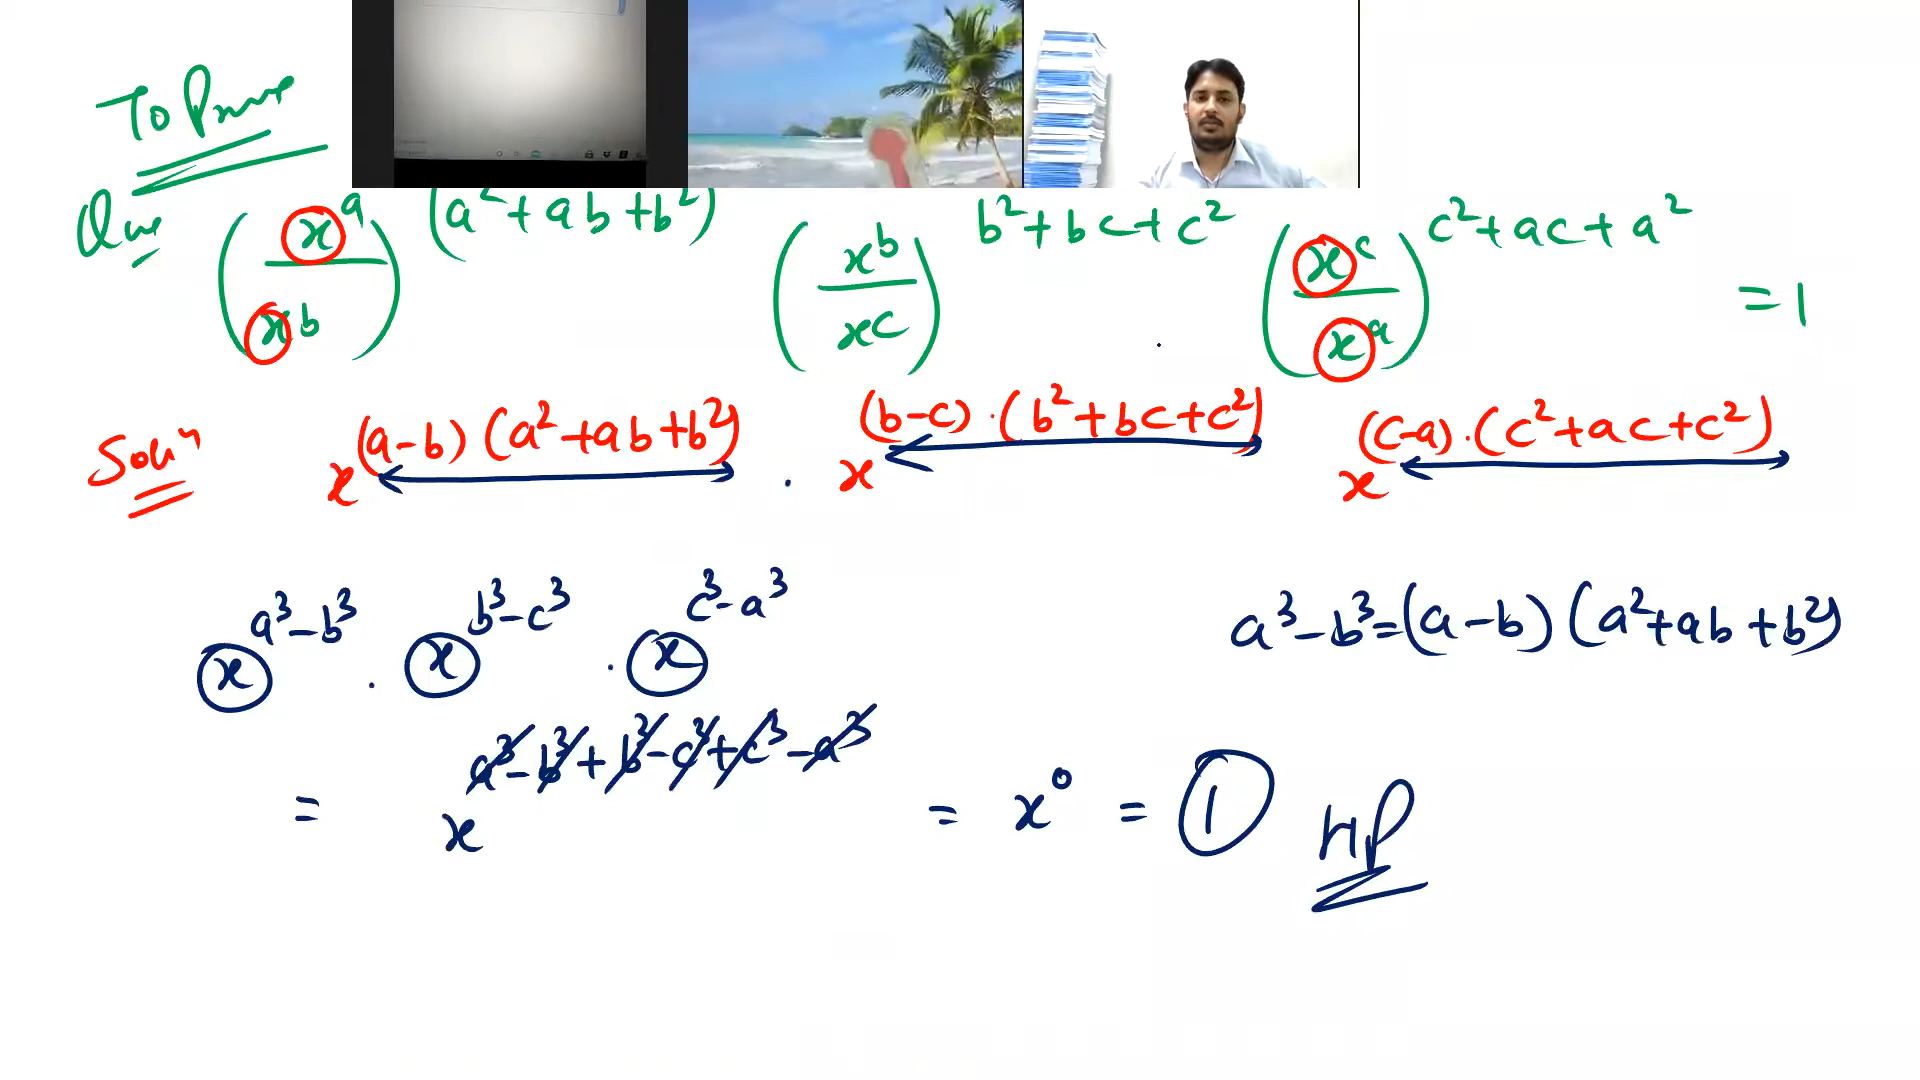 To Prove
Que (x^a/x^b)^(a²+ab+b²) (x^b/x^c)^b²+bc+c² (x^c/x^a)^c²+ac+a² = 1
Solⁿ x^(a-b)(a²+ab+b²) . x^(b-c).(b²+bc+c²) x^(c-a).(c²+ac+c²)
x^a³-b³ . x^b³-c³ . x^c³-a³
a³-b³=(a-b)(a²+ab+b²)
= x^a³-b³+b³-c³+c³-a³ = x⁰ = 1 HP